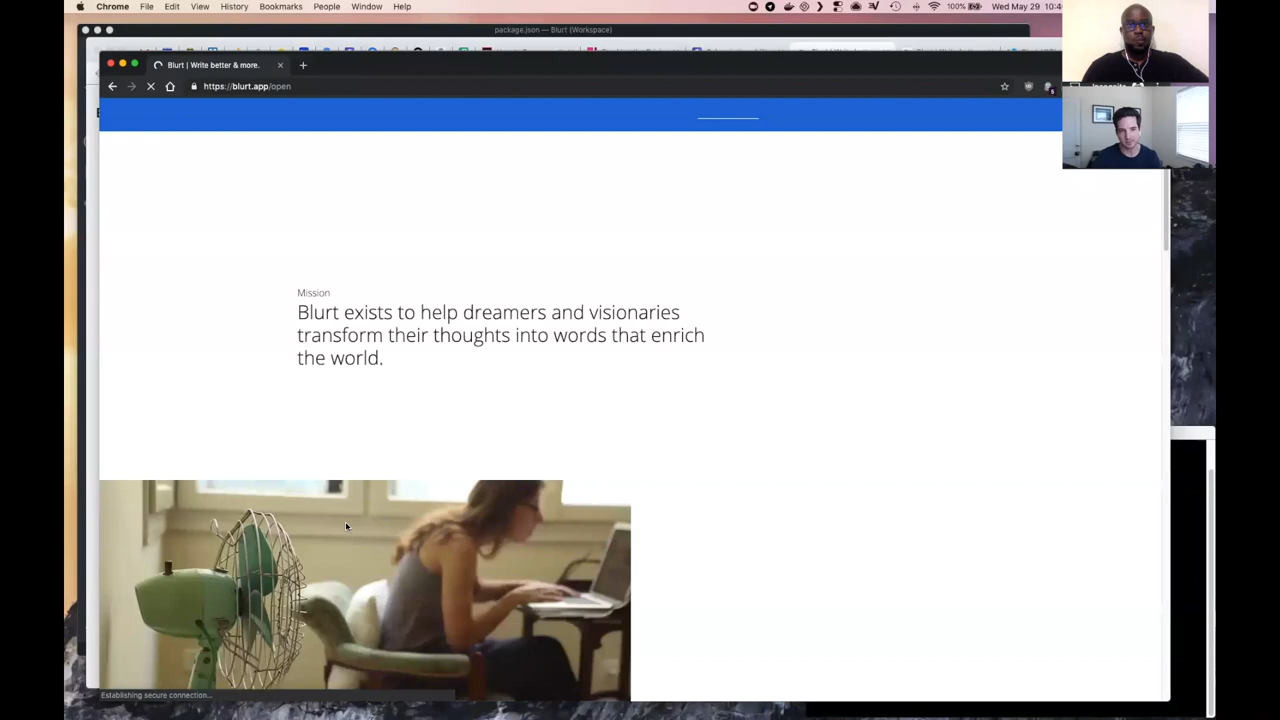 Chrome File Edit View History Bookmarks People Window Help
100%
Wed May 29
package.json — Blurt (Workspace)
Blurt | Write better & more.
https://blurt.app/open
Mission
Blurt exists to help dreamers and visionaries
transform their thoughts into words that enrich
the world.
Establishing secure connection...